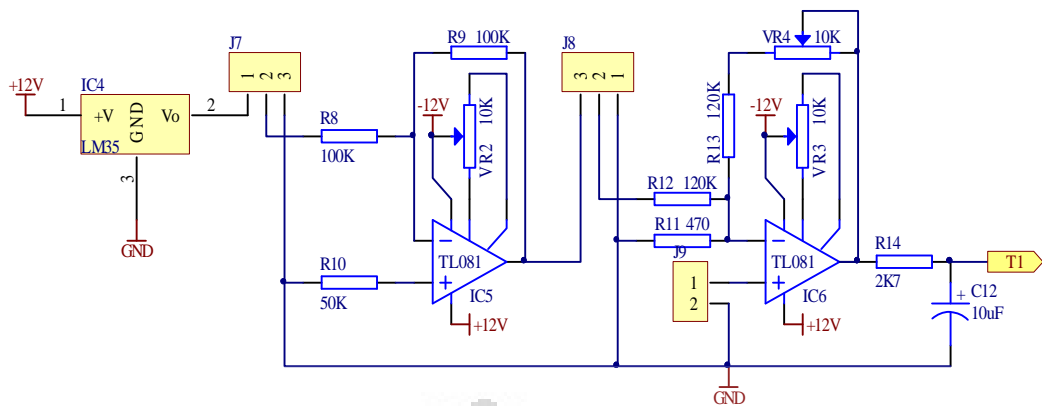 J7
1
2
3
+12V
IC4
1
+V
GND
Vo
2
LM35
3
GND
R8
100K
R10
50K
R9 100K
-12V
10K
VR2
TL081
IC5
+12V
J8
3
2
1
R12 120K
R11 470
J9
1
2
GND
R13 120K
VR4 10K
-12V
10K
VR3
TL081
IC6
+12V
R14
2K7
T1
+
C12
10uF